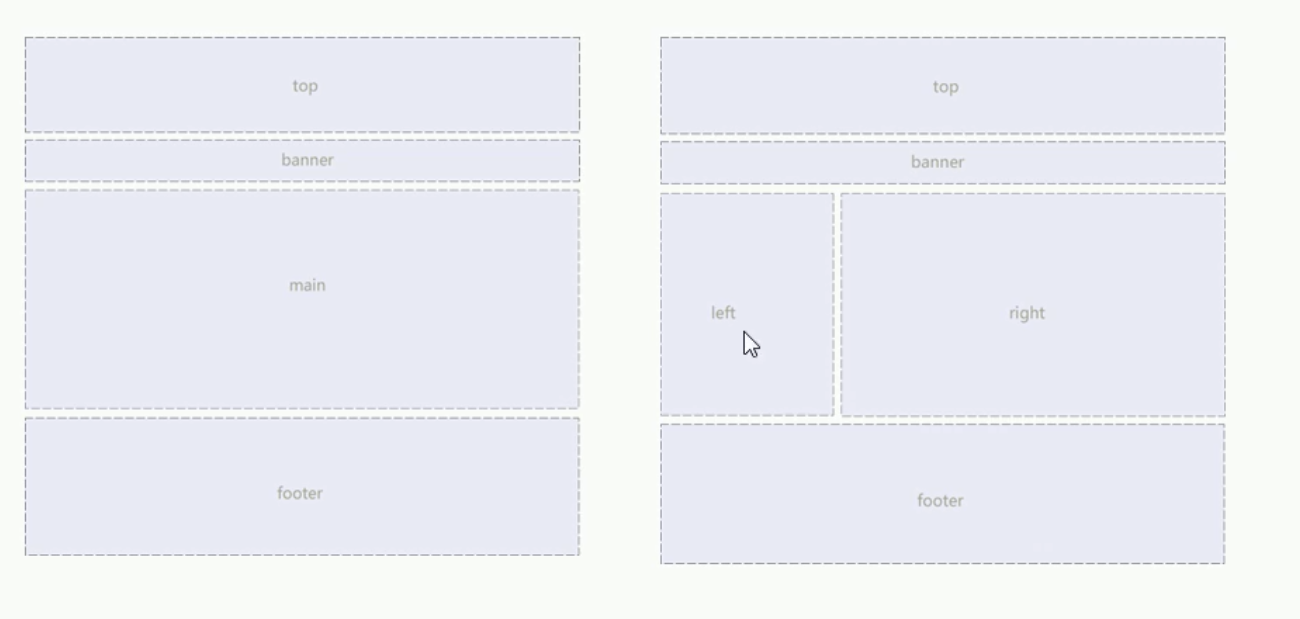 top
banner
main
footer
top
banner
left
right
footer